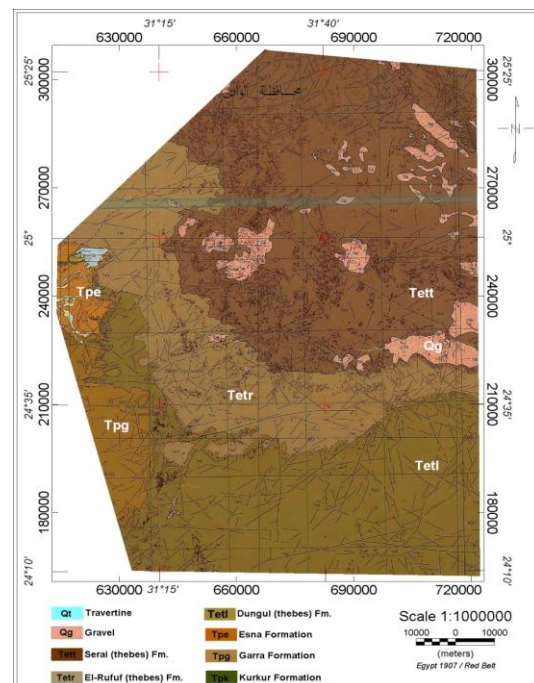 31°15' 31°40'
630000 660000 690000 720000
25°25' 25°25'
300000 300000
محافظة الوادي
270000 270000
25° 25°
240000 240000
Tpe Tett
Qg
Tetr
24°35' 24°35'
210000 210000
Tpg
Tetl
180000 180000
24°10' 24°10'
31°15'
630000 660000 690000 720000
Qt Travertine
Qg Gravel
Tett Serai (thebes) Fm.
Tetr El-Rufuf (thebes) Fm.
Tetl Dungul (thebes) Fm.
Tpe Esna Formation
Tpg Garra Formation
Tpk Kurkur Formation
Scale 1:1000000
10000 0 10000
(meters)
Egypt 1907 / Red Belt